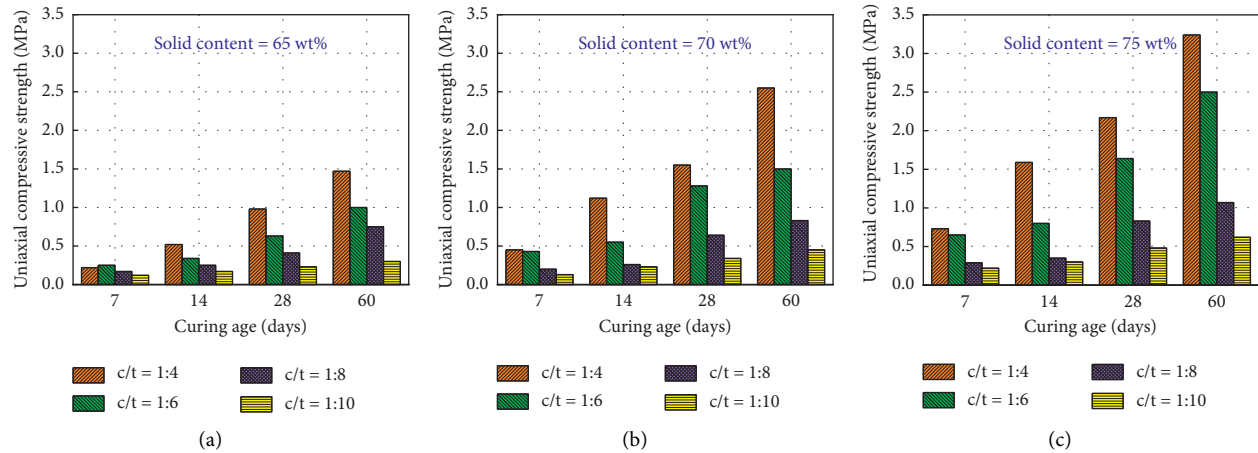 Uniaxial compressive strength (MPa)
3.5
3.0
2.5
2.0
1.5
1.0
0.5
0.0
Solid content = 65 wt%
7 14 28 60
Curing age (days)
c/t = 1:4 c/t = 1:8
c/t = 1:6 c/t = 1:10
(a)
Uniaxial compressive strength (MPa)
3.5
3.0
2.5
2.0
1.5
1.0
0.5
0.0
Solid content = 70 wt%
7 14 28 60
Curing age (days)
c/t = 1:4 c/t = 1:8
c/t = 1:6 c/t = 1:10
(b)
Uniaxial compressive strength (MPa)
3.5
3.0
2.5
2.0
1.5
1.0
0.5
0.0
Solid content = 75 wt%
7 14 28 60
Curing age (days)
c/t = 1:4 c/t = 1:8
c/t = 1:6 c/t = 1:10
(c)